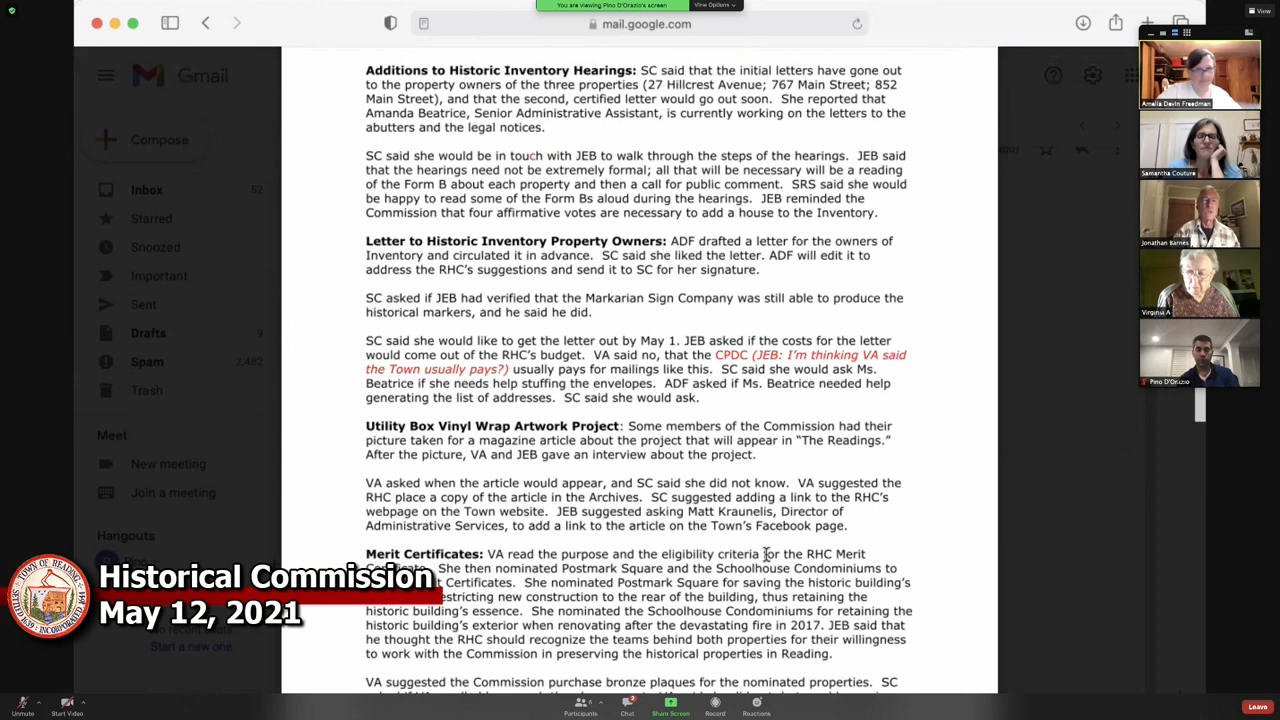 You are viewing Pino D'Orazio's screen
View Options
View
mail.google.com
Gmail
Compose
Inbox 52
Starred
Snoozed
Important
Sent
Drafts 9
Spam 2,482
Trash
Meet
New meeting
Join a meeting
Hangouts
Start a new one
Additions to Historic Inventory Hearings: SC said that the initial letters have gone out
to the property owners of the three properties (27 Hillcrest Avenue; 767 Main Street; 852
Main Street), and that the second, certified letter would go out soon. She reported that
Amanda Beatrice, Senior Administrative Assistant, is currently working on the letters to the
abutters and the legal notices.
SC said she would be in touch with JEB to walk through the steps of the hearings. JEB said
that the hearings need not be extremely formal; all that will be necessary will be a reading
of the Form B about each property and then a call for public comment. SRS said she would
be happy to read some of the Form Bs aloud during the hearings. JEB reminded the
Commission that four affirmative votes are necessary to add a house to the Inventory.
Letter to Historic Inventory Property Owners: ADF drafted a letter for the owners of
Inventory and circulated it in advance. SC said she liked the letter. ADF will edit it to
address the RHC's suggestions and send it to SC for her signature.
SC asked if JEB had verified that the Markarian Sign Company was still able to produce the
historical markers, and he said he did.
SC said she would like to get the letter out by May 1. JEB asked if the costs for the letter
would come out of the RHC's budget. VA said no, that the CPDC (JEB: I'm thinking VA said
the Town usually pays?) usually pays for mailings like this. SC said she would ask Ms.
Beatrice if she needs help stuffing the envelopes. ADF asked if Ms. Beatrice needed help
generating the list of addresses. SC said she would ask.
Utility Box Vinyl Wrap Artwork Project: Some members of the Commission had their
picture taken for a magazine article about the project that will appear in "The Readings."
After the picture, VA and JEB gave an interview about the project.
VA asked when the article would appear, and SC said she did not know. VA suggested the
RHC place a copy of the article in the Archives. SC suggested adding a link to the RHC's
webpage on the Town website. JEB suggested asking Matt Kraunelis, Director of
Administrative Services, to add a link to the article on the Town's Facebook page.
Merit Certificates: VA read the purpose and the eligibility criteria for the RHC Merit
She then nominated Postmark Square and the Schoolhouse Condominiums to
Certificates. She nominated Postmark Square for saving the historic building's
restricting new construction to the rear of the building, thus retaining the
historic building's essence. She nominated the Schoolhouse Condominiums for retaining the
historic building's exterior when renovating after the devastating fire in 2017. JEB said that
he thought the RHC should recognize the teams behind both properties for their willingness
to work with the Commission in preserving the historical properties in Reading.
VA suggested the Commission purchase bronze plaques for the nominated properties. SC
Amelia Devin Freedman
Samantha Couture
Jonathan Barnes
Virginia A
Pino D'Orazio
Historical Commission
May 12, 2021
Unmute
Start Video
Participants 6
Chat 2
Share Screen
Record
Reactions
Leave